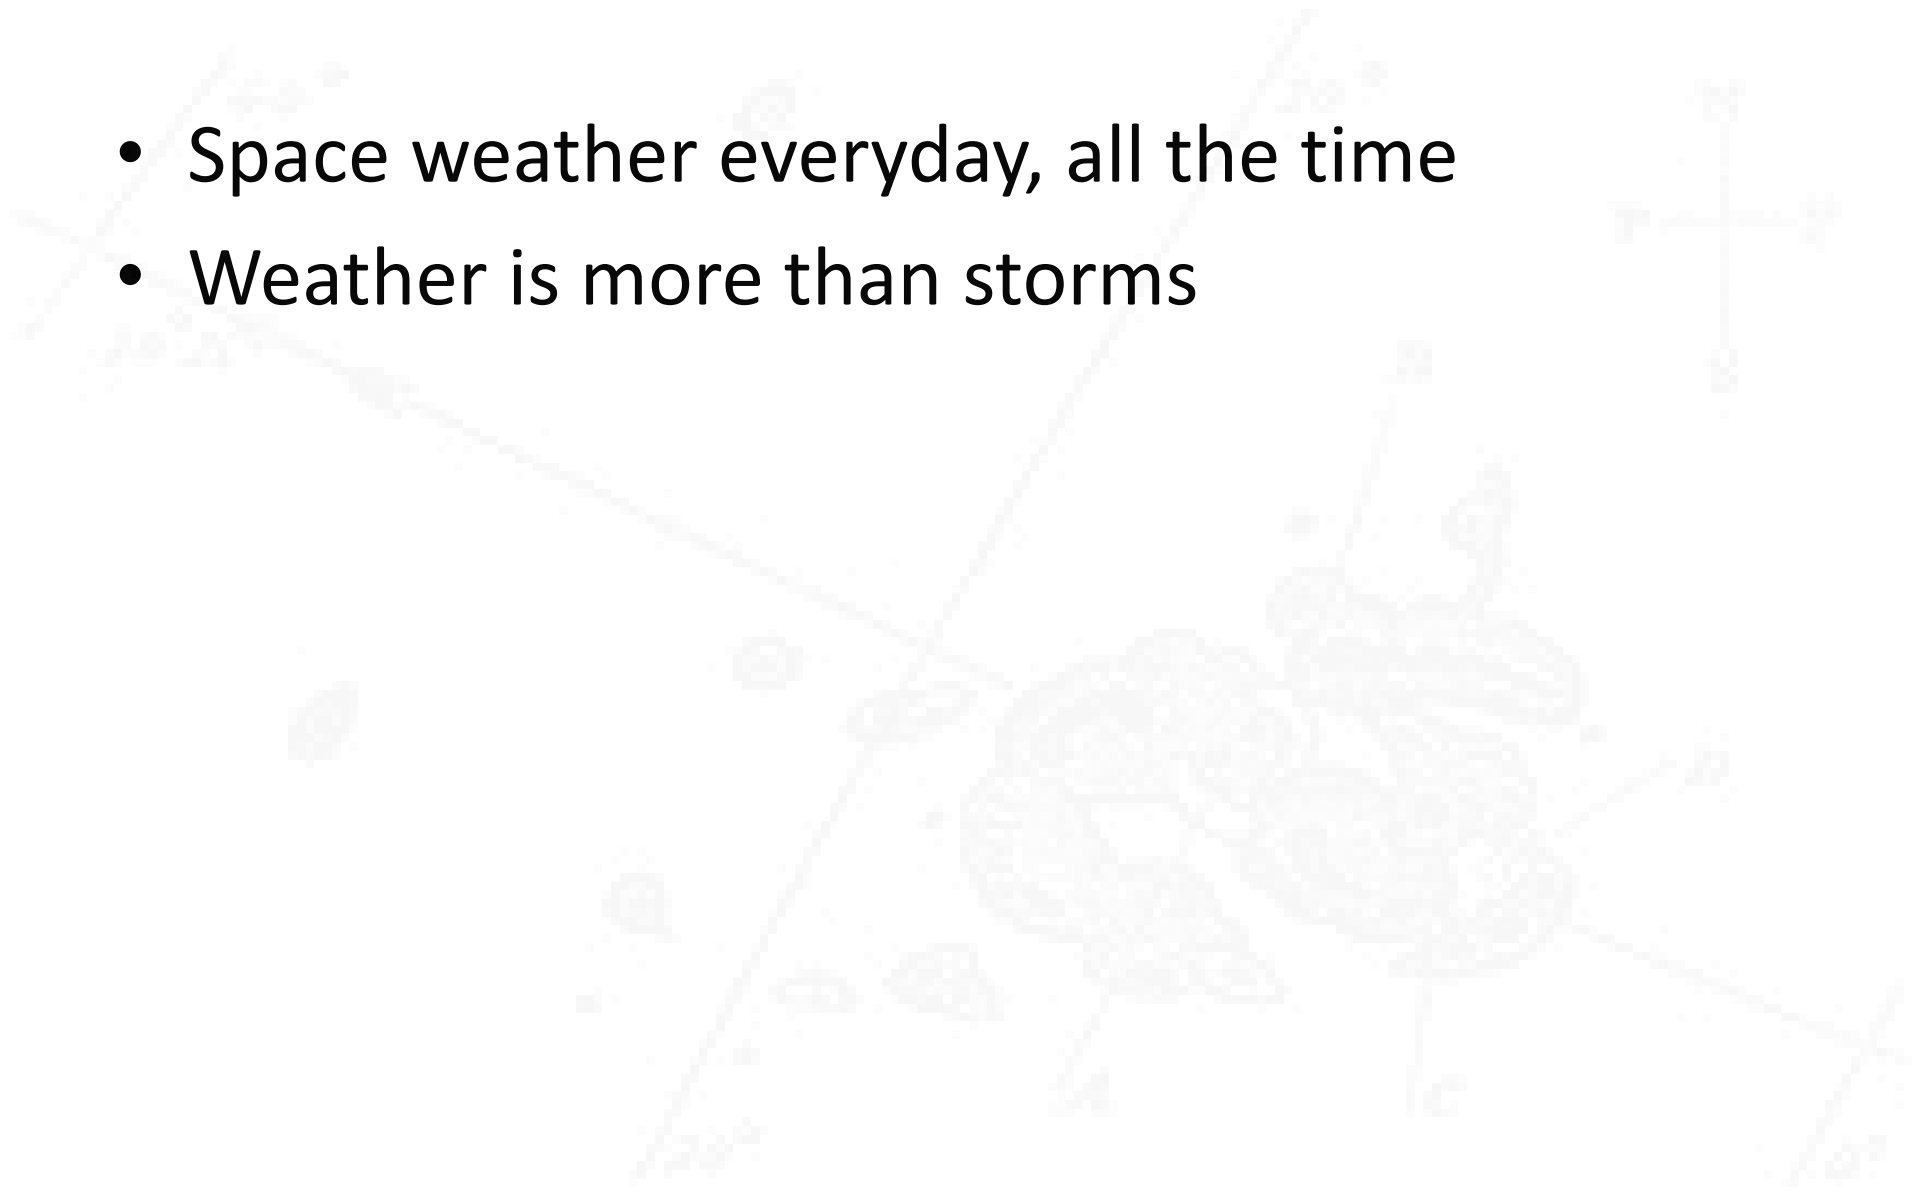 • Space weather everyday, all the time
• Weather is more than storms
N
B
D
A
C